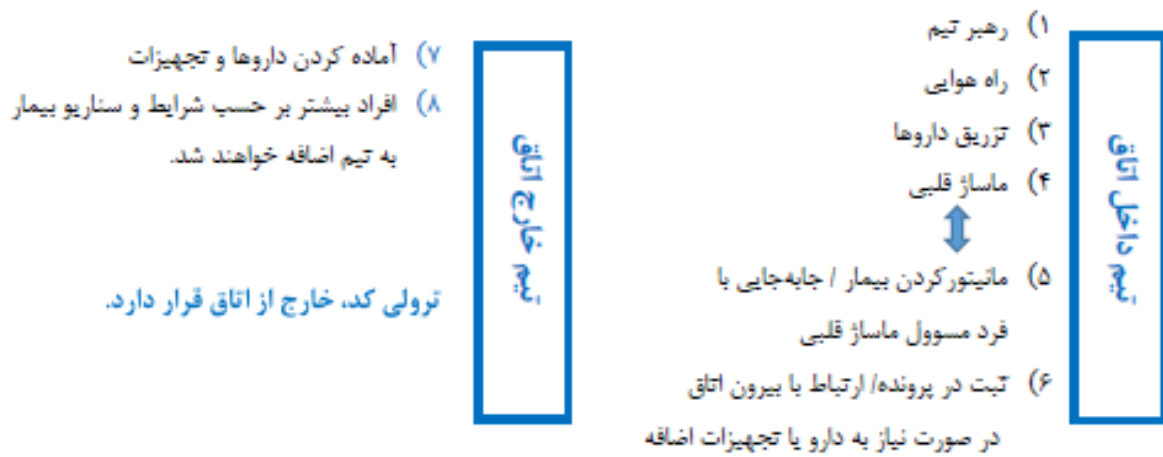 تیم داخل اتاق
۱) رهبر تیم
۲) راه هوایی
۳) تزریق داروها
۴) ماساژ قلبی
۵) مانیتورکردن بیمار / جابه‌جایی با
فرد مسوول ماساژ قلبی
۶) ثبت در پرونده/ ارتباط با بیرون اتاق
در صورت نیاز به دارو یا تجهیزات اضافه
تیم خارج اتاق
۷) آماده کردن داروها و تجهیزات
۸) افراد بیشتر بر حسب شرایط و سناریو بیمار
به تیم اضافه خواهند شد.
ترولی کد، خارج از اتاق قرار دارد.